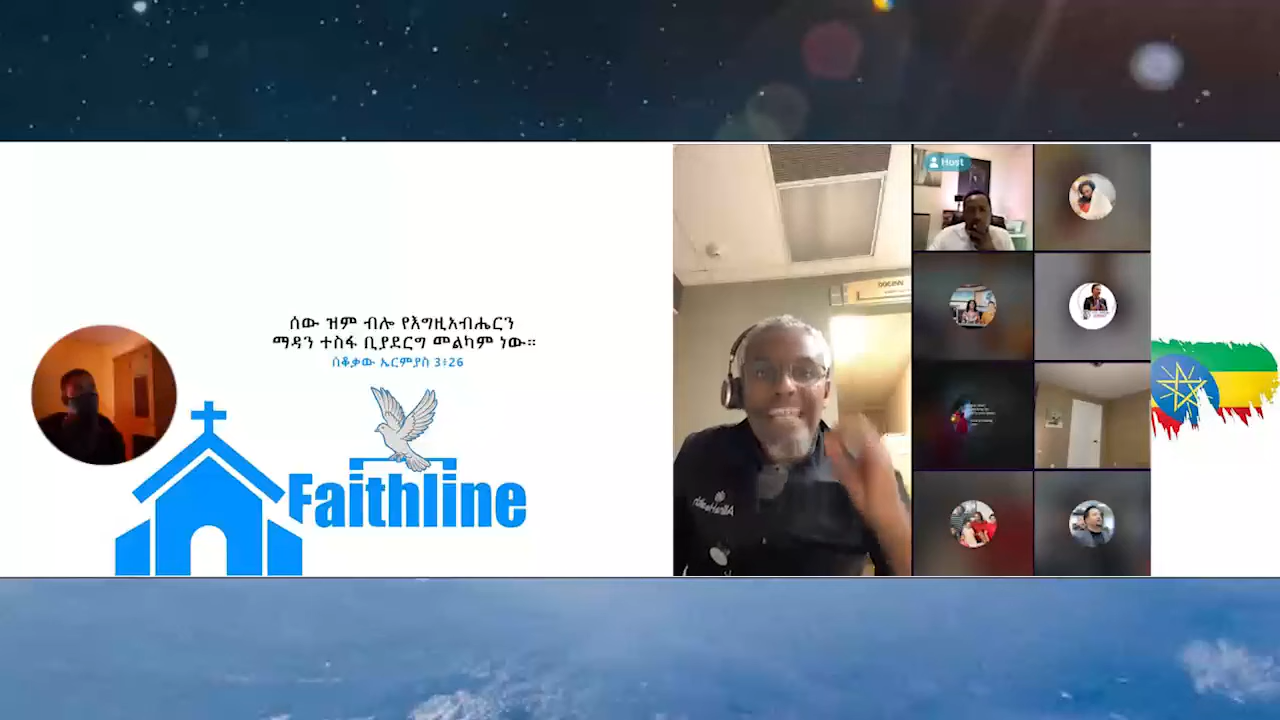 ሰው ዝም ብሎ የእግዚአብሔርን
ማዳን ተስፋ ቢያደርግ መልካም ነው።
ሰቆቃው ኤርምያስ 3፥26
Faithline
Host